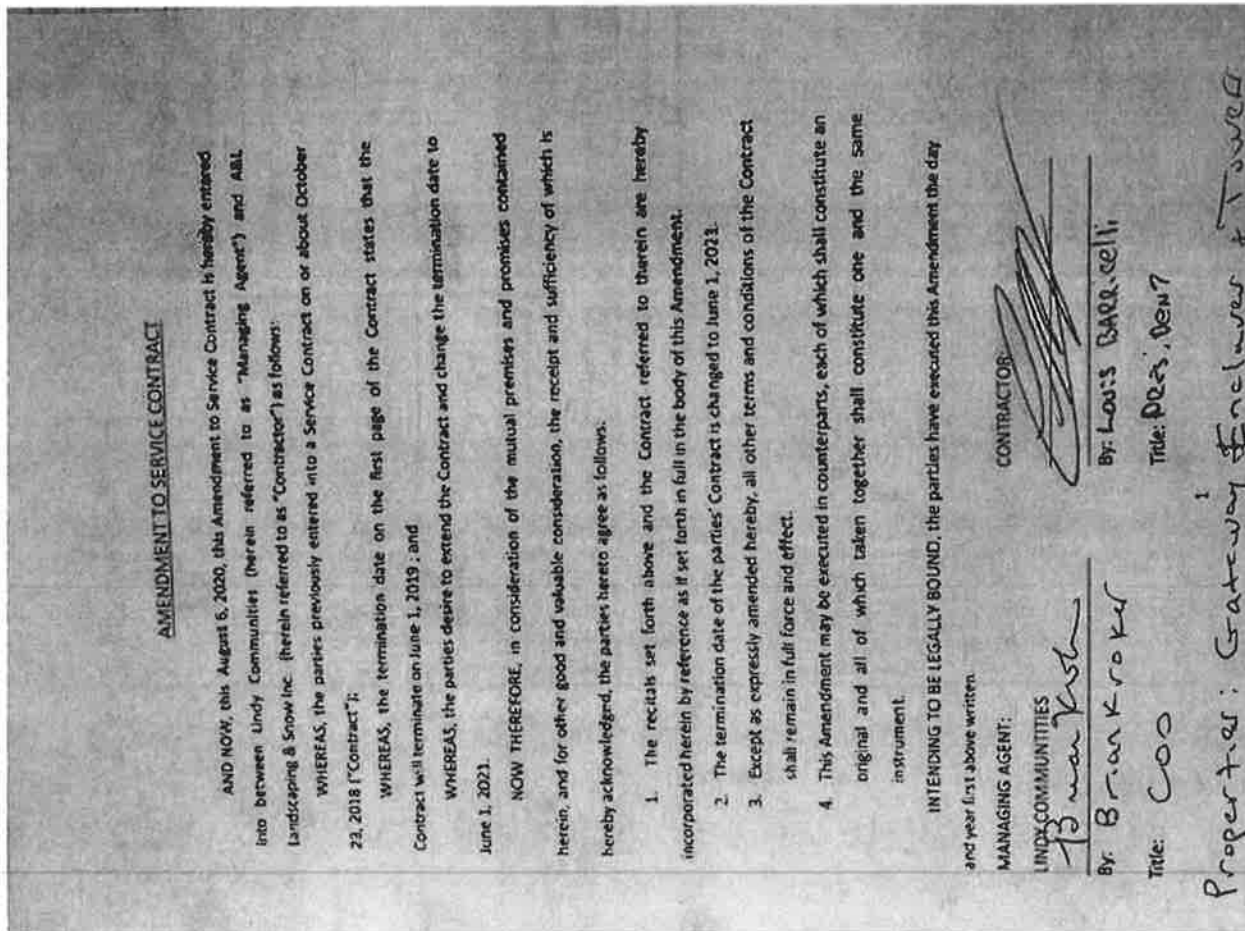 AMENDMENT TO SERVICE CONTRACT
AND NOW, this August 6, 2020, this Amendment to Service Contract is hereby entered
into between Lindy Communities (herein referred to as "Managing Agent") and A&L
Landscaping & Snow Inc. (herein referred to as "Contractor") as follows:
WHEREAS, the parties previously entered into a Service Contract on or about October
23, 2018 ("Contract");
WHEREAS, the termination date on the first page of the Contract states that the
Contract will terminate on June 1, 2019 ; and
WHEREAS, the parties desire to extend the Contract and change the termination date to
June 1, 2021.
NOW THEREFORE, in consideration of the mutual premises and promises contained
herein, and for other good and valuable consideration, the receipt and sufficiency of which is
hereby acknowledged, the parties hereto agree as follows:
1. The recitals set forth above and the Contract referred to therein are hereby
incorporated herein by reference as if set forth in full in the body of this Amendment.
2. The termination date of the parties' Contract is changed to June 1, 2021.
3. Except as expressly amended hereby, all other terms and conditions of the Contract
shall remain in full force and effect.
4. This Amendment may be executed in counterparts, each of which shall constitute an
original and all of which taken together shall constitute one and the same
instrument.
INTENDING TO BE LEGALLY BOUND, the parties have executed this Amendment the day
and year first above written
MANAGING AGENT: CONTRACTOR:
LINDY COMMUNITIES
By: Brian Kroker By: Louis BARRicelli
Title: COO Title: PResiDenT
1
Properties: Gateway Towers